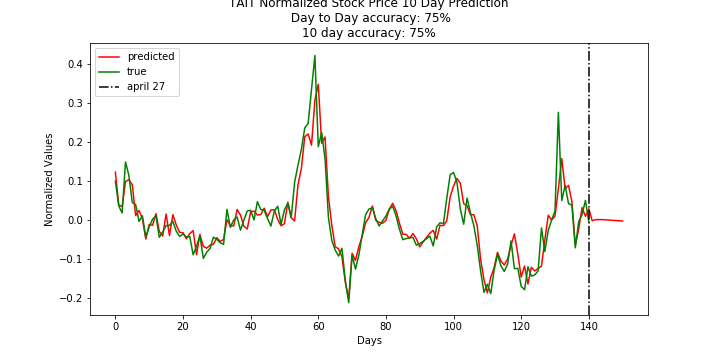 TAIT Normalized Stock Price 10 Day Prediction
Day to Day accuracy: 75%
10 day accuracy: 75%
predicted
true
april 27
Normalized Values
0.4
0.3
0.2
0.1
0.0
−0.1
−0.2
0 20 40 60 80 100 120 140
Days